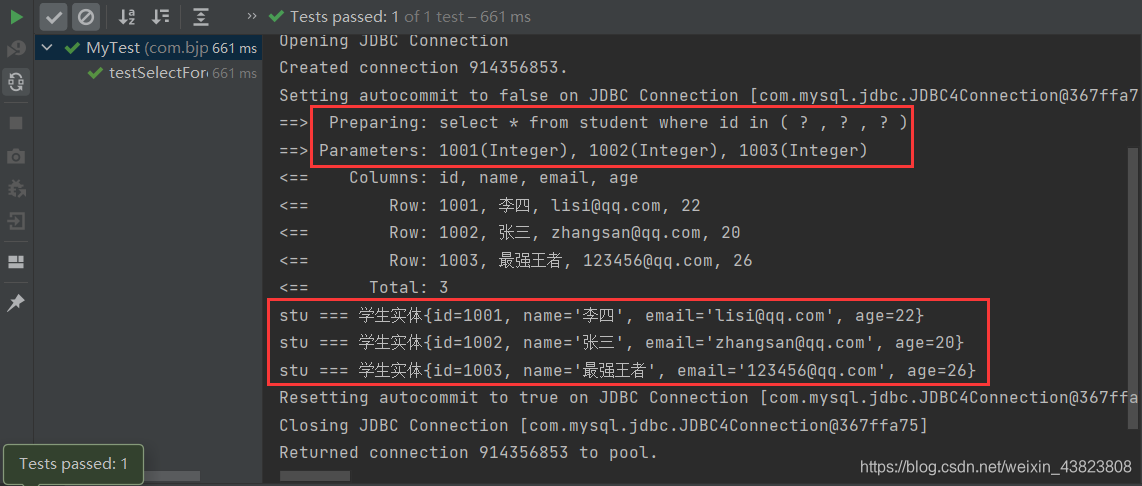 Tests passed: 1 of 1 test – 661 ms
MyTest (com.bjp 661 ms
testSelectFore 661 ms
Opening JDBC Connection
Created connection 914356853.
Setting autocommit to false on JDBC Connection [com.mysql.jdbc.JDBC4Connection@367ffa7
==>  Preparing: select * from student where id in ( ? , ? , ? )
==> Parameters: 1001(Integer), 1002(Integer), 1003(Integer)
<==    Columns: id, name, email, age
<==        Row: 1001, 李四, lisi@qq.com, 22
<==        Row: 1002, 张三, zhangsan@qq.com, 20
<==        Row: 1003, 最强王者, 123456@qq.com, 26
<==      Total: 3
stu === 学生实体{id=1001, name='李四', email='lisi@qq.com', age=22}
stu === 学生实体{id=1002, name='张三', email='zhangsan@qq.com', age=20}
stu === 学生实体{id=1003, name='最强王者', email='123456@qq.com', age=26}
Resetting autocommit to true on JDBC Connection [com.mysql.jdbc.JDBC4Connection@367ffa
Closing JDBC Connection [com.mysql.jdbc.JDBC4Connection@367ffa75]
Returned connection 914356853 to pool.
Tests passed: 1
https://blog.csdn.net/weixin_43823808